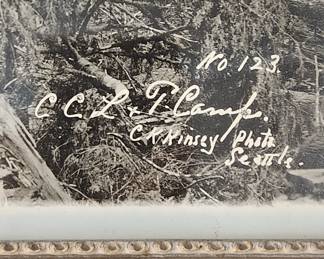 No 123.
C. C. L & T. Camp.
C. Kinsey Photo
Seattle.